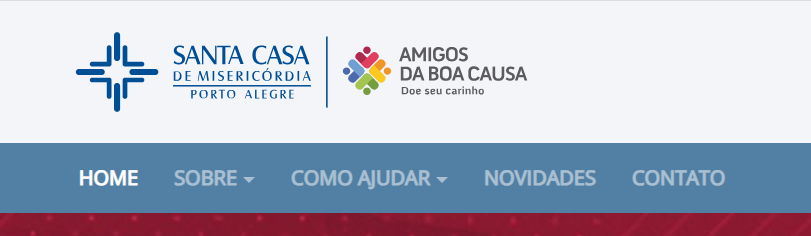 SANTA CASA
DE MISERICÓRDIA
PORTO ALEGRE
AMIGOS
DA BOA CAUSA
Doe seu carinho
HOME SOBRE COMO AJUDAR NOVIDADES CONTATO